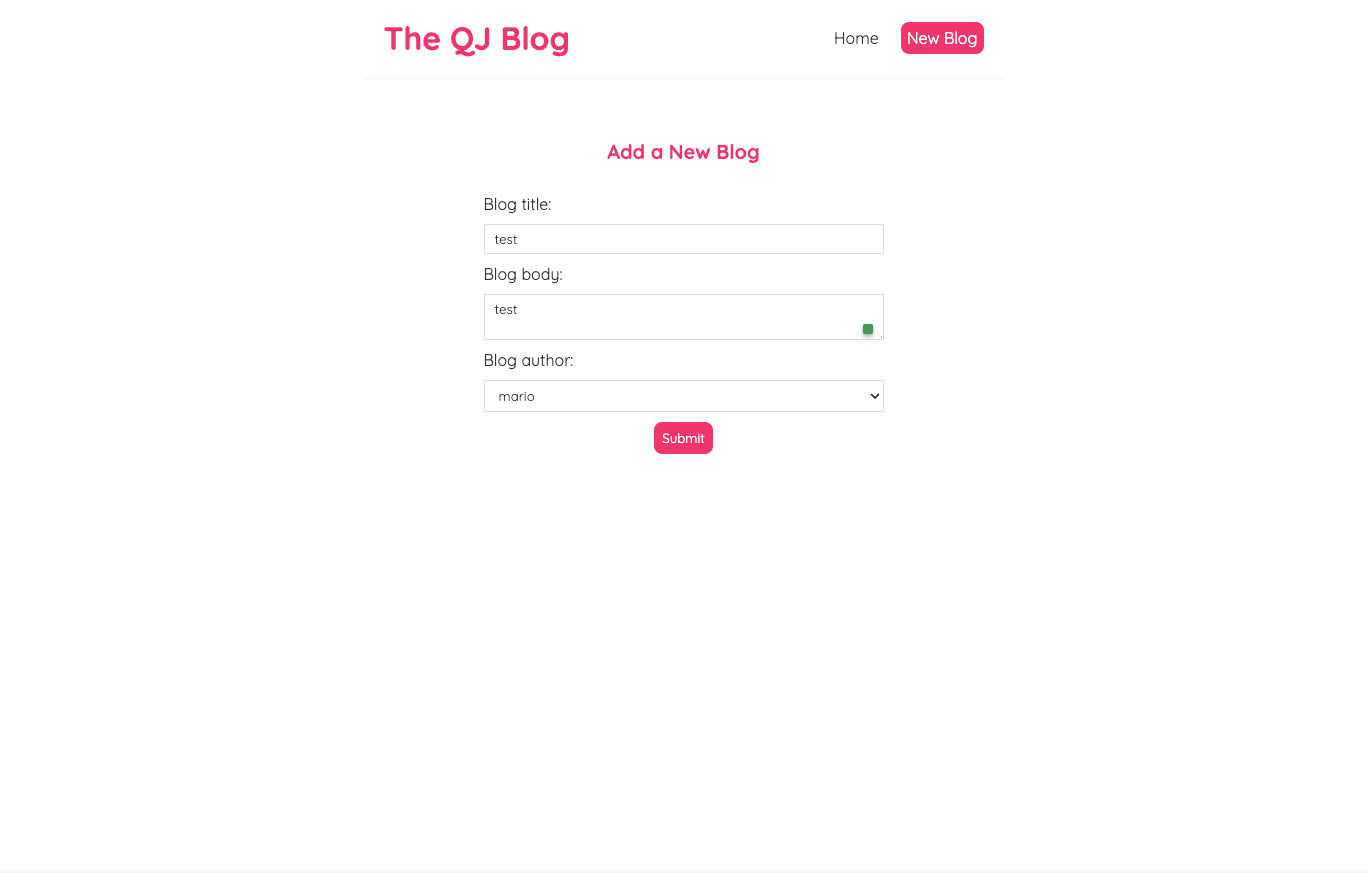 The QJ Blog
Home
New Blog
Add a New Blog
Blog title:
test
Blog body:
test
Blog author:
mario
Submit